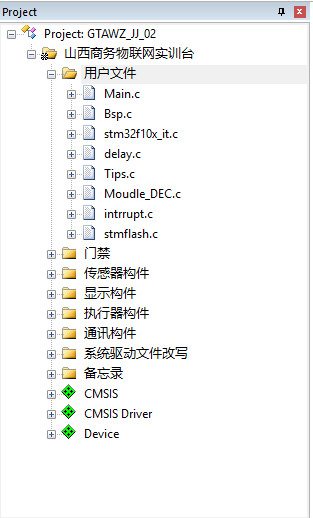 Project
Project: GTAWZ_JJ_02
山西商务物联网实训台
用户文件
Main.c
Bsp.c
stm32f10x_it.c
delay.c
Tips.c
Moudle_DEC.c
intrrupt.c
stmflash.c
门禁
传感器构件
显示构件
执行器构件
通讯构件
系统驱动文件改写
备忘录
CMSIS
CMSIS Driver
Device